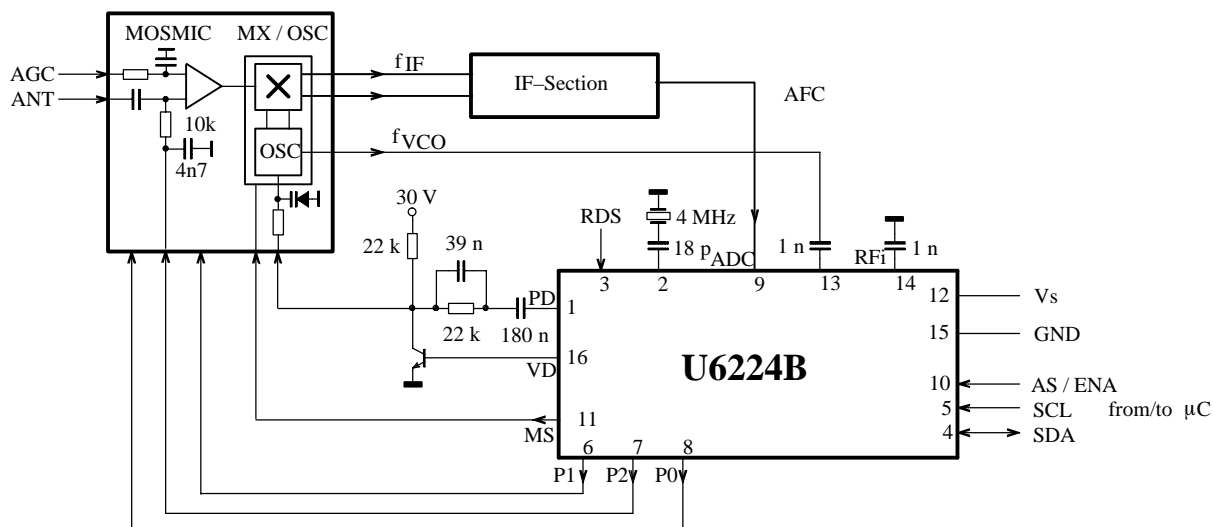 MOSMIC
MX / OSC
AGC
ANT
10k
4n7
OSC
f IF
IF–Section
AFC
f VCO
30 V
22 k
39 n
22 k
180 n
RDS
4 MHz
18 p
ADC
1 n
RFi
1 n
PD
VD
MS
3
2
9
13
14
1
16
11
6
7
8
12
15
10
5
4
U6224B
Vs
GND
AS / ENA
SCL from/to µC
SDA
P1
P2
P0